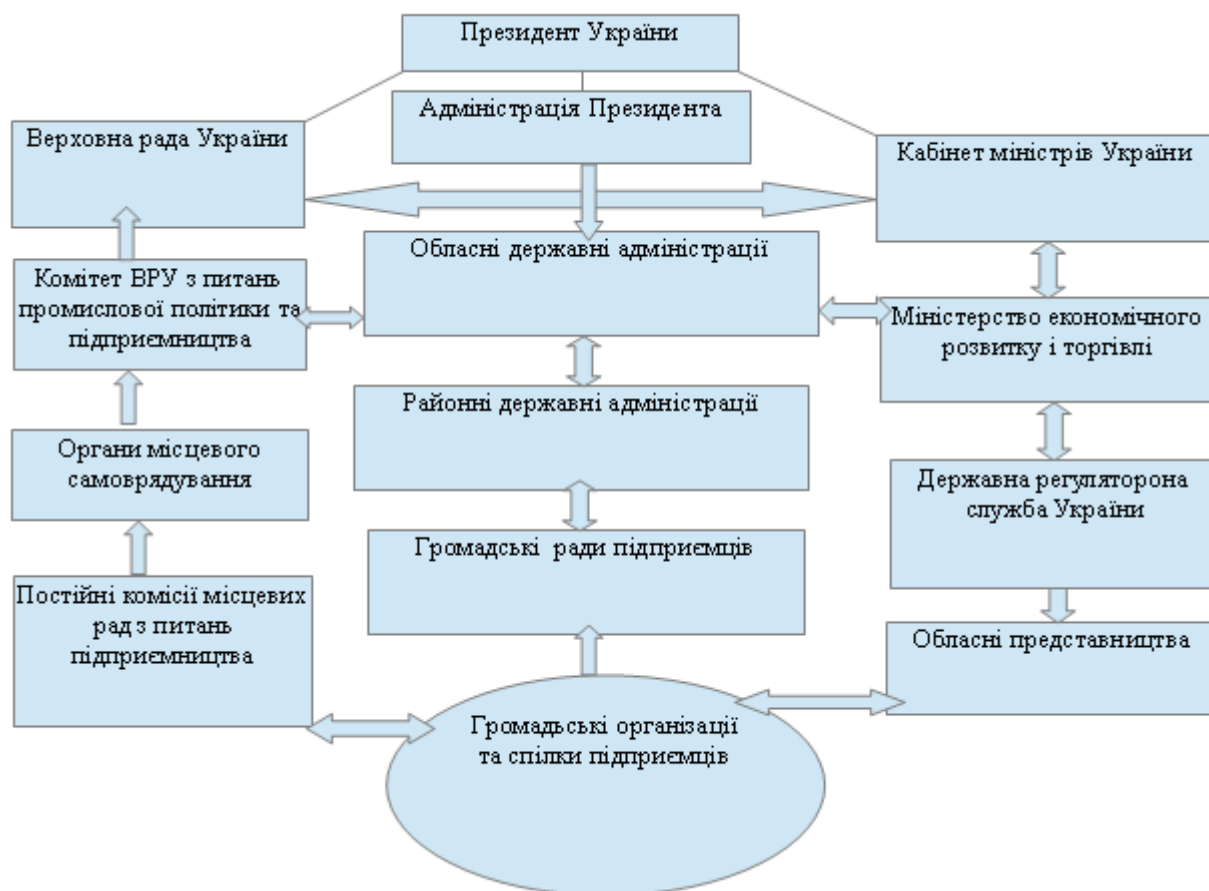 Президент України
Адміністрація Президента
Верховна рада України
Кабінет міністрів України
Обласні державні адміністрації
Комітет ВРУ з питань
промислової політики та
підприємництва
Міністерство економічного
розвитку і торгівлі
Районні державні адміністрації
Органи місцевого
самоврядування
Державна регуляторона
служба України
Громадські ради підприємців
Постійні комісії місцевих
рад з питань
підприємництва
Обласні представництва
Громадьські організації
та спілки підприємців